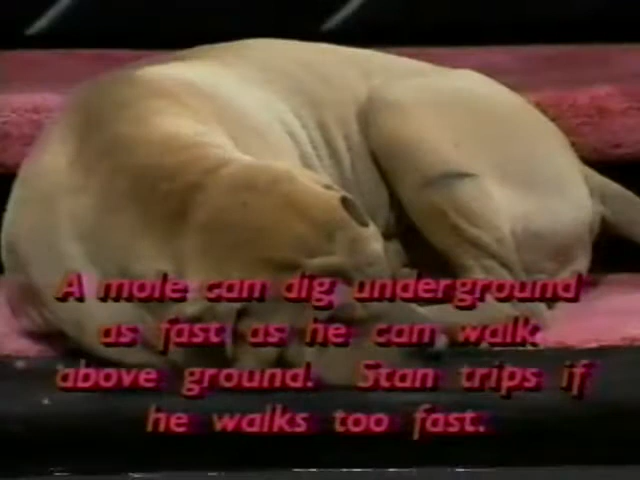 A mole can dig underground
as fast as he can walk
above ground. Stan trips if
he walks too fast.